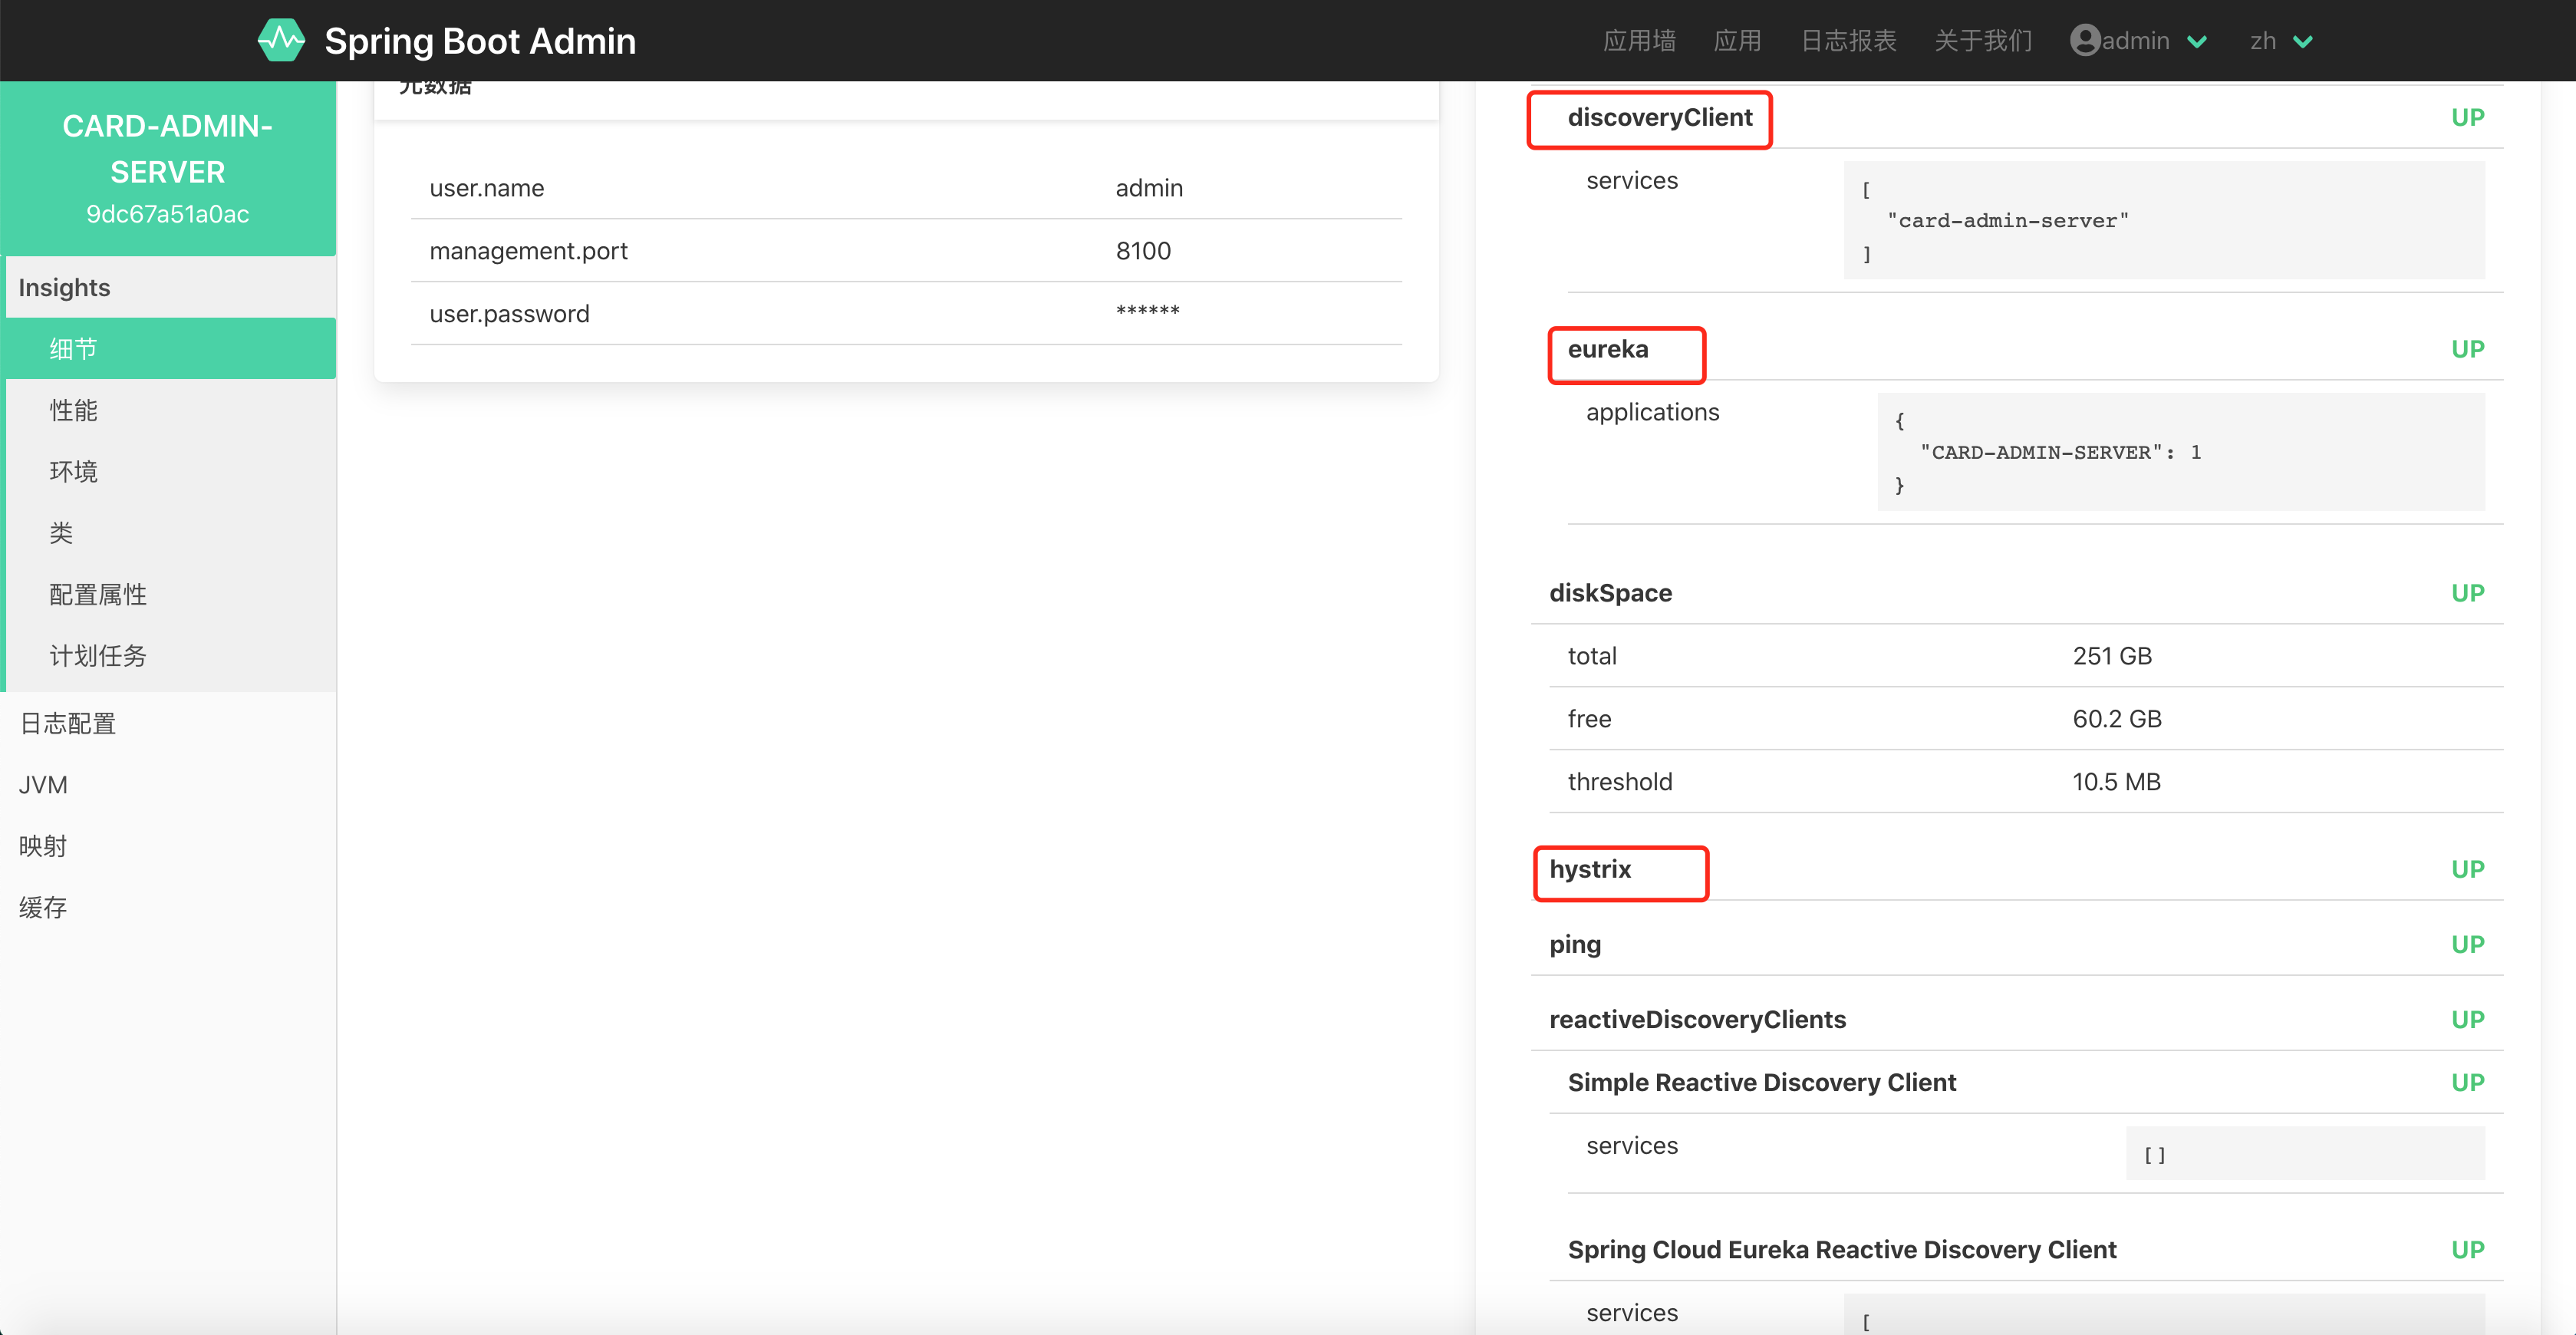 Spring Boot Admin
应用墙
应用
日志报表
关于我们
admin
zh
CARD-ADMIN-
SERVER
9dc67a51a0ac
Insights
细节
性能
环境
类
配置属性
计划任务
日志配置
JVM
映射
缓存
元数据
user.name admin
management.port 8100
user.password ******
discoveryClient UP
services [
"card-admin-server"
]
eureka UP
applications {
"CARD-ADMIN-SERVER": 1
}
diskSpace UP
total 251 GB
free 60.2 GB
threshold 10.5 MB
hystrix UP
ping UP
reactiveDiscoveryClients UP
Simple Reactive Discovery Client UP
services []
Spring Cloud Eureka Reactive Discovery Client UP
services [